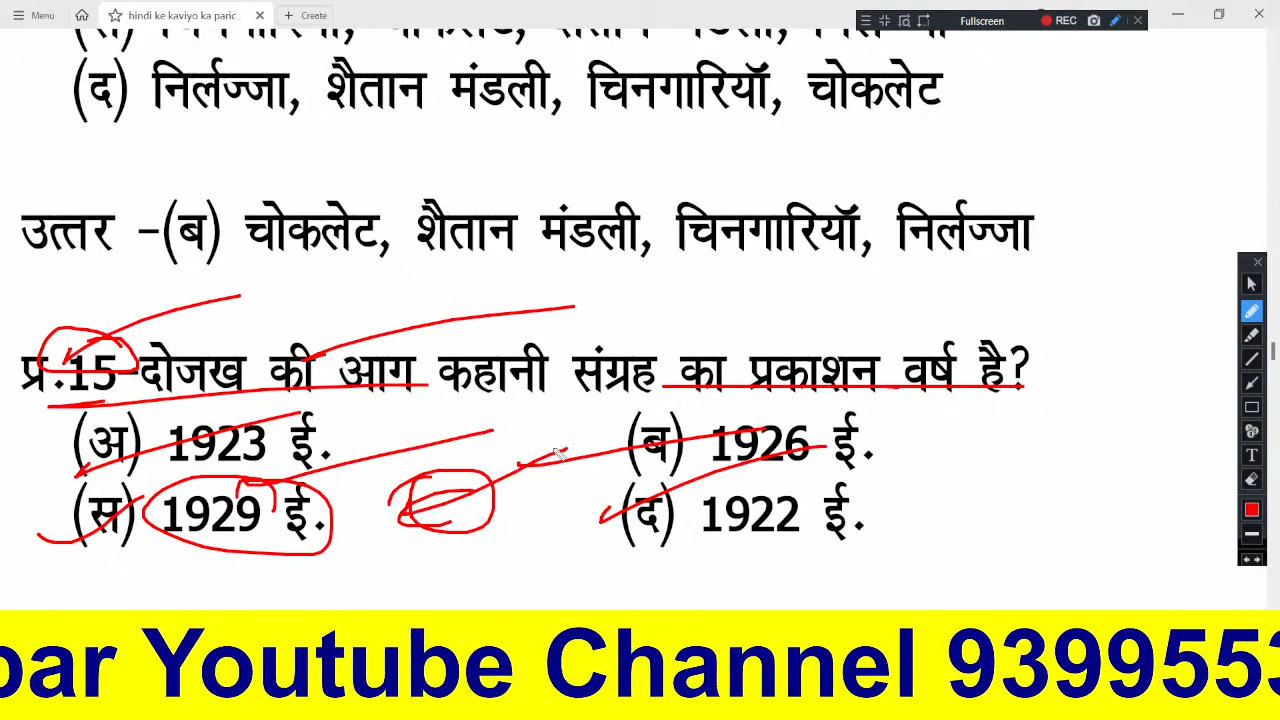 Menu
hindi ke kaviyo ka paric...
Create
Fullscreen
REC
(द) निर्लज्जा, शैतान मंडली, चिनगारियॉ, चोकलेट
उत्तर -(ब) चोकलेट, शैतान मंडली, चिनगारियॉ, निर्लज्जा
प्र.15-दोजख की आग कहानी संग्रह का प्रकाशन वर्ष है?
(अ) 1923 ई. (ब) 1926 ई.
(स) 1929 ई. (द) 1922 ई.
par Youtube Channel 939955